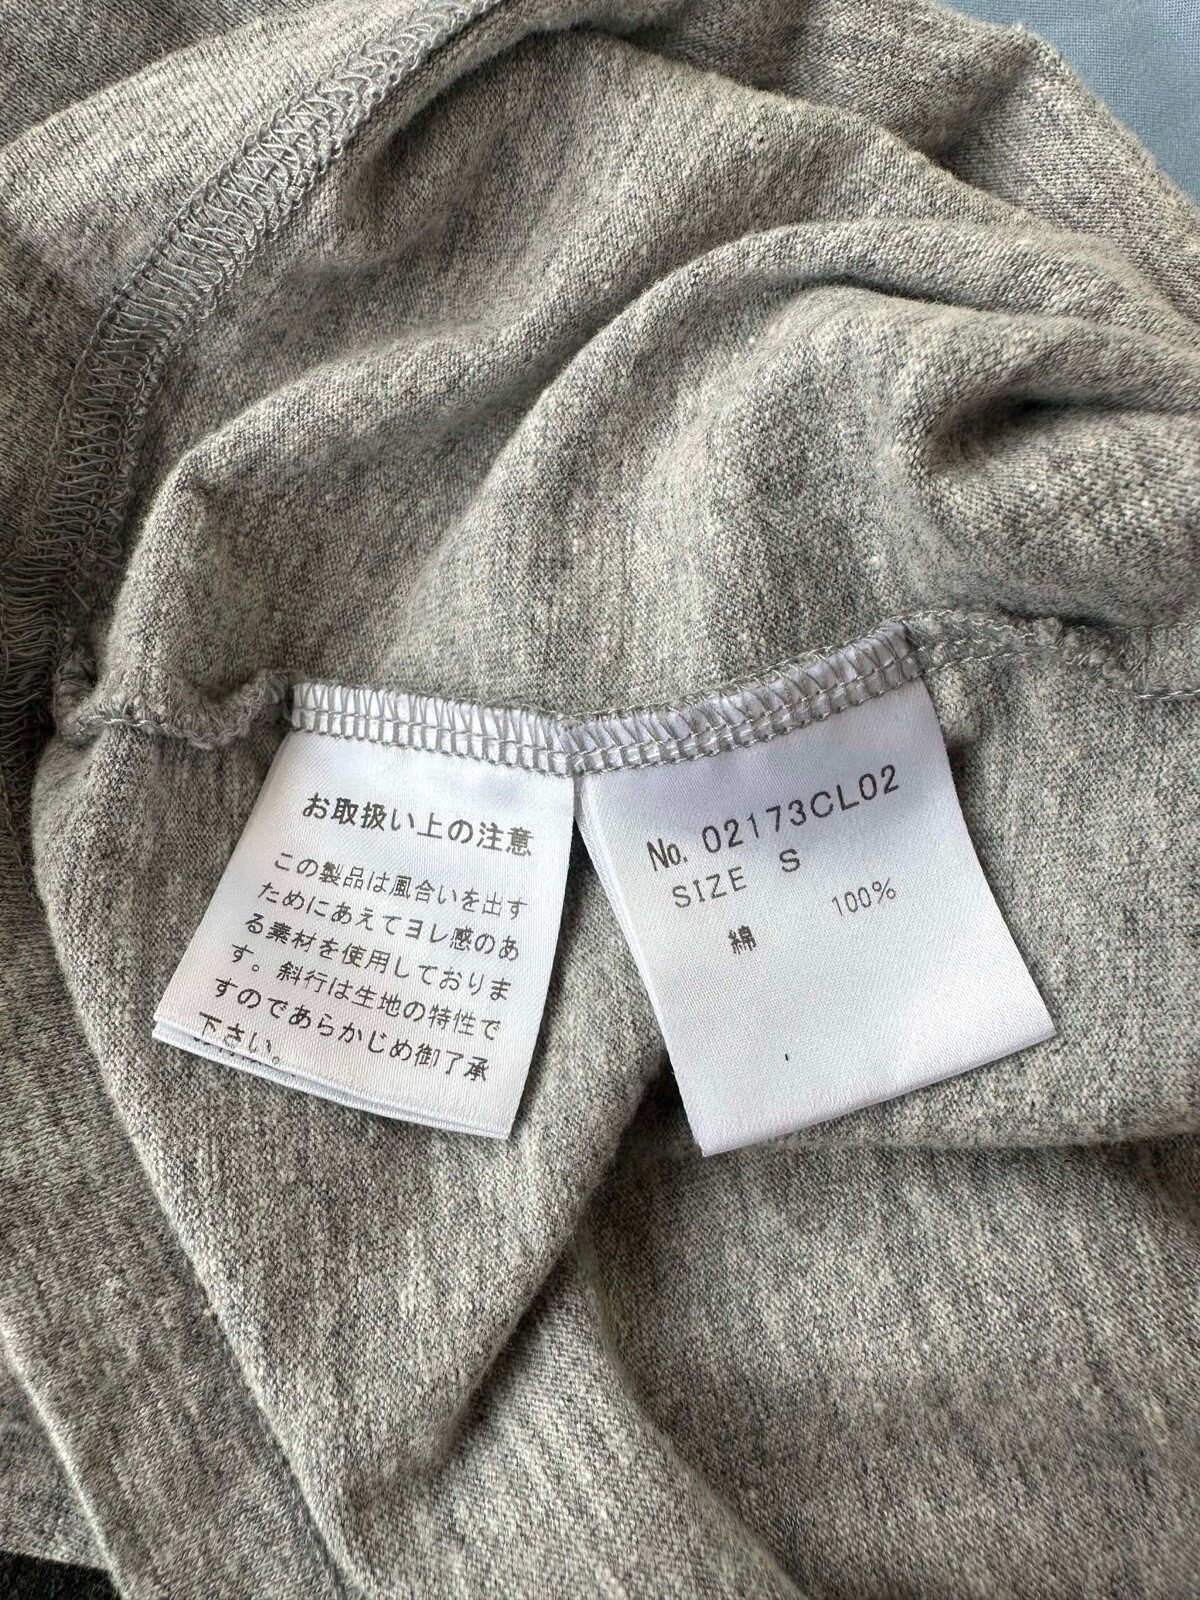 お取扱い上の注意
この製品は風合いを出す
ためにあえてヨレ感のあ
る素材を使用しておりま
す。斜行は生地の特性で
すのであらかじめ御了承
下さい。
No. 02173CL02
SIZE S
綿 100%